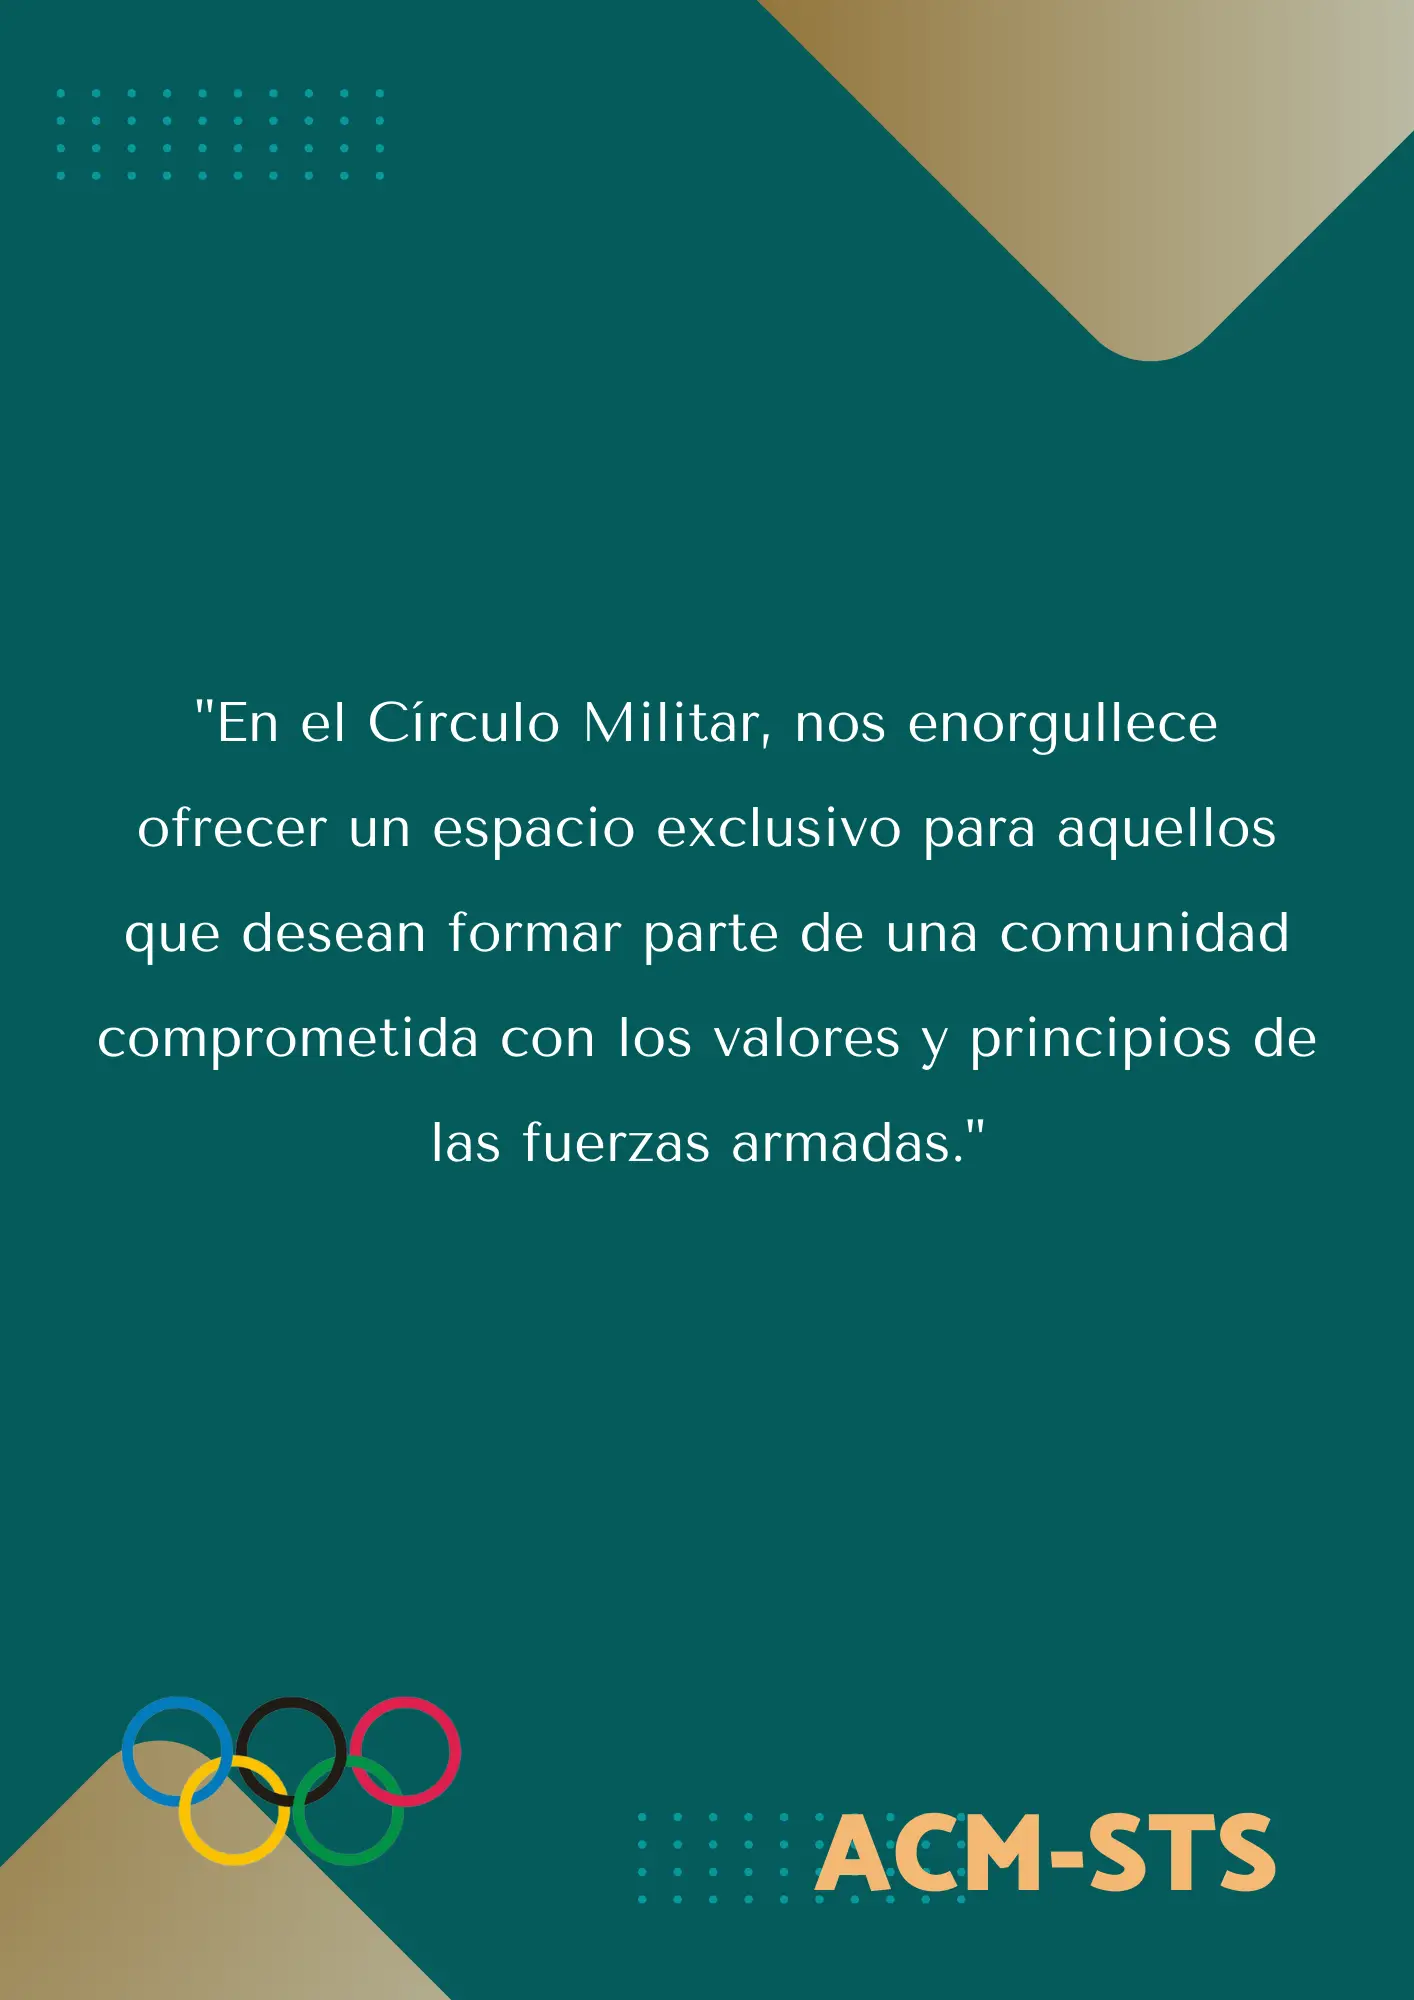 "En el Círculo Militar, nos enorgullece
ofrecer un espacio exclusivo para aquellos
que desean formar parte de una comunidad
comprometida con los valores y principios de
las fuerzas armadas."
ACM-STS